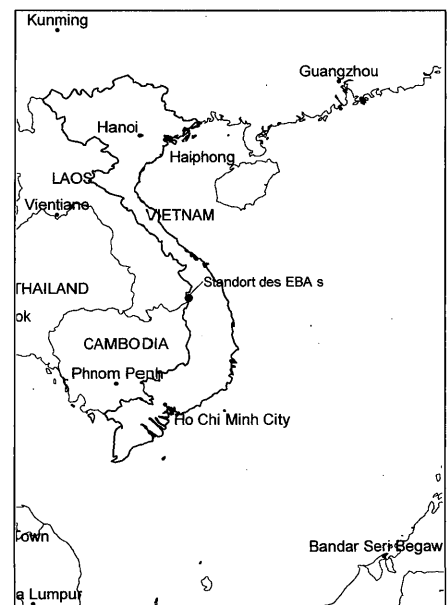 Kunming
Guangzhou
Hanoi
Haiphong
LAOS
Vientiane
VIETNAM
Standort des EBA s
THAILAND
ok
CAMBODIA
Phnom Penh
Ho Chi Minh City
Town
Bandar Seri Begaw
a Lumpur